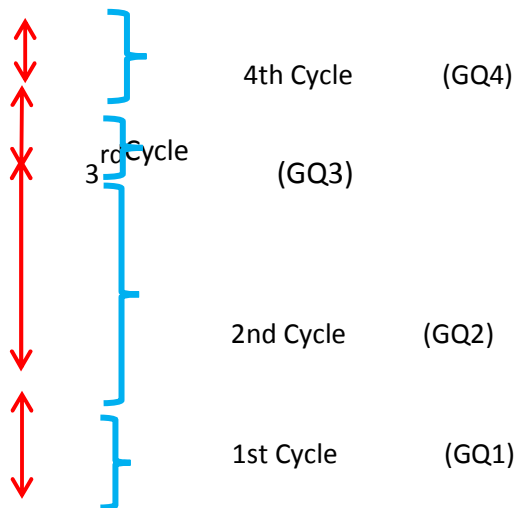 4th Cycle (GQ4)
3rd Cycle (GQ3)
2nd Cycle (GQ2)
1st Cycle (GQ1)